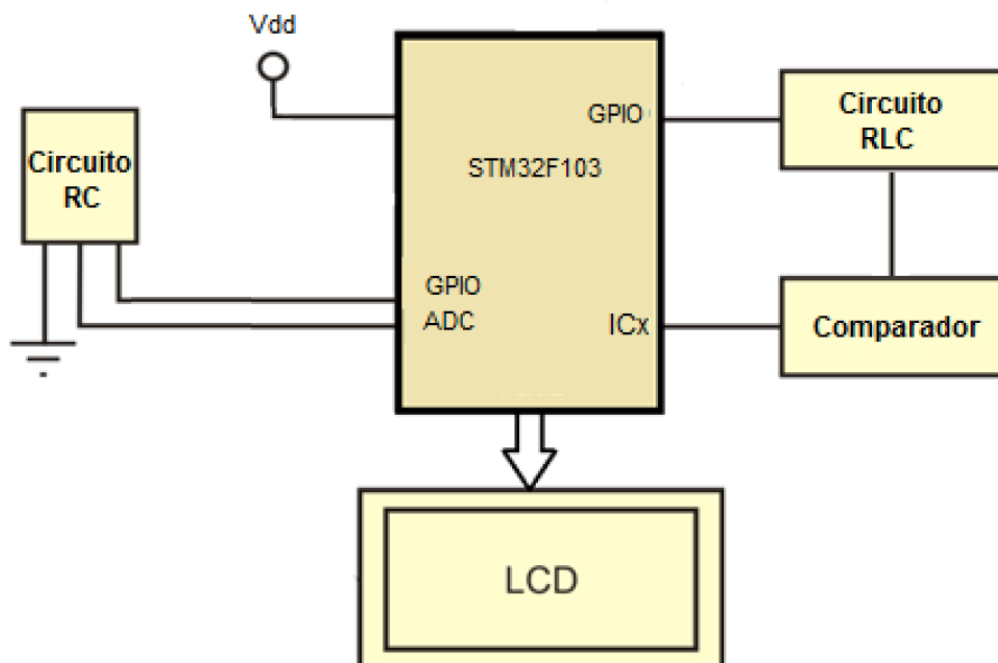 Vdd
Circuito
RC
GPIO
STM32F103
GPIO
ADC
ICx
Circuito
RLC
Comparador
LCD